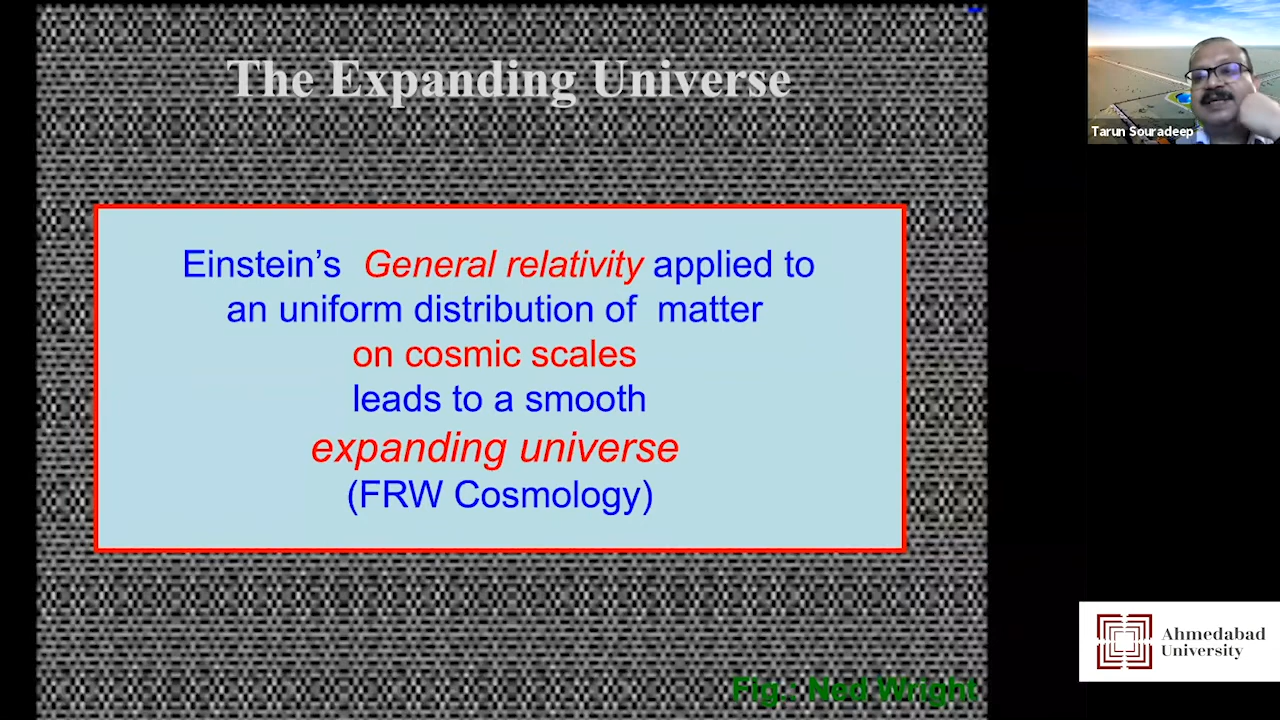 The Expanding Universe
Einstein's General relativity applied to
an uniform distribution of matter
on cosmic scales
leads to a smooth
expanding universe
(FRW Cosmology)
Fig.: Ned Wright
Tarun Souradeep
Ahmedabad
University